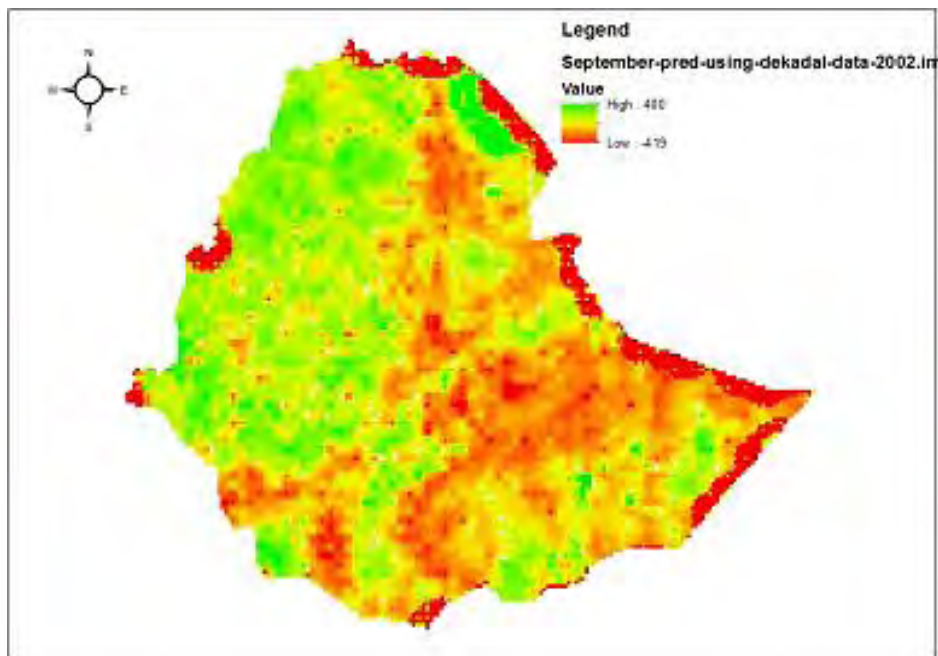 N
W E
S
Legend
September-pred-using-dekadal-data-2002.im
Value
High : 400
Low : -419